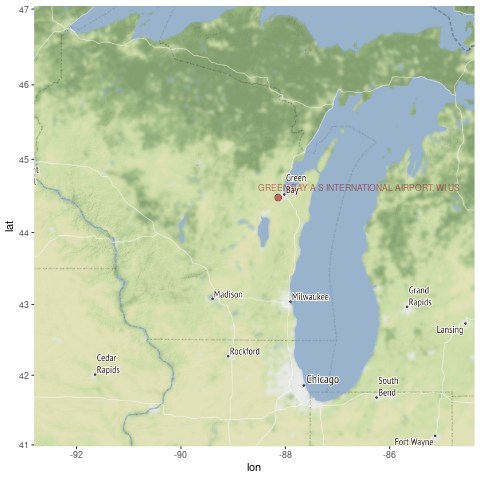 47
46
45
44
43
42
41
lat
Green
Bay
GREEN BAY A S INTERNATIONAL AIRPORT, WI US
Madison
Milwaukee
Grand
Rapids
Lansing
Rockford
Cedar
Rapids
Chicago
South
Bend
Fort Wayne
-92
-90
-88
-86
lon